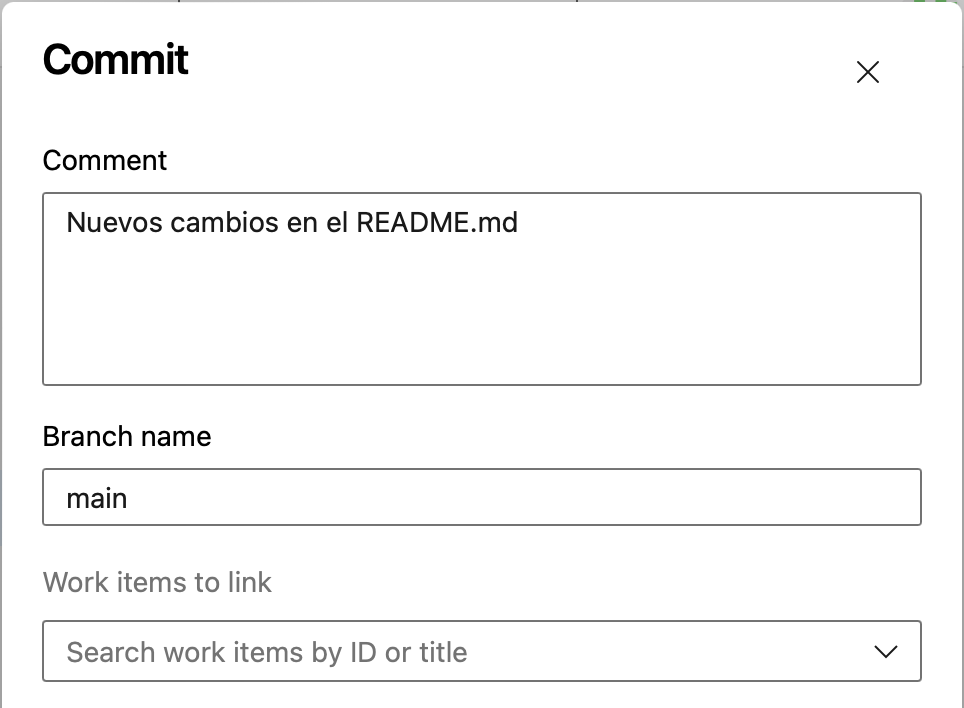 Commit
Comment
Nuevos cambios en el README.md
Branch name
main
Work items to link
Search work items by ID or title